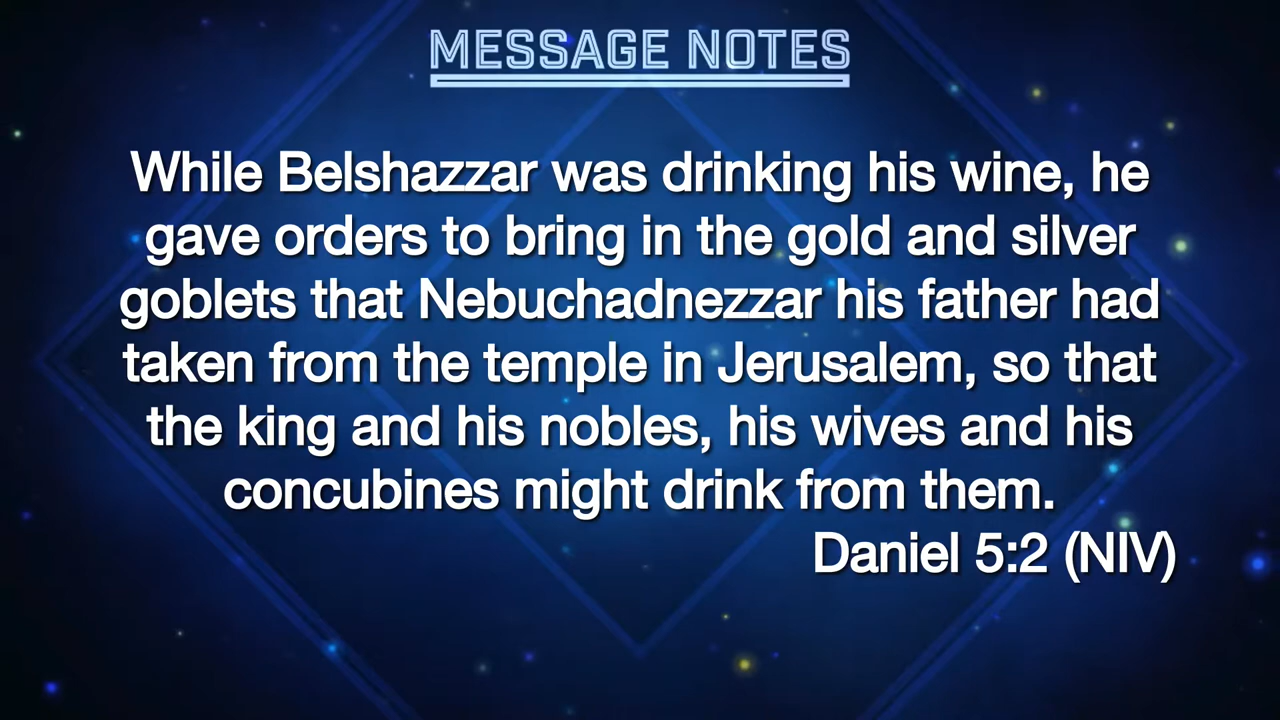 MESSAGE NOTES
While Belshazzar was drinking his wine, he
gave orders to bring in the gold and silver
goblets that Nebuchadnezzar his father had
taken from the temple in Jerusalem, so that
the king and his nobles, his wives and his
concubines might drink from them.
Daniel 5:2 (NIV)